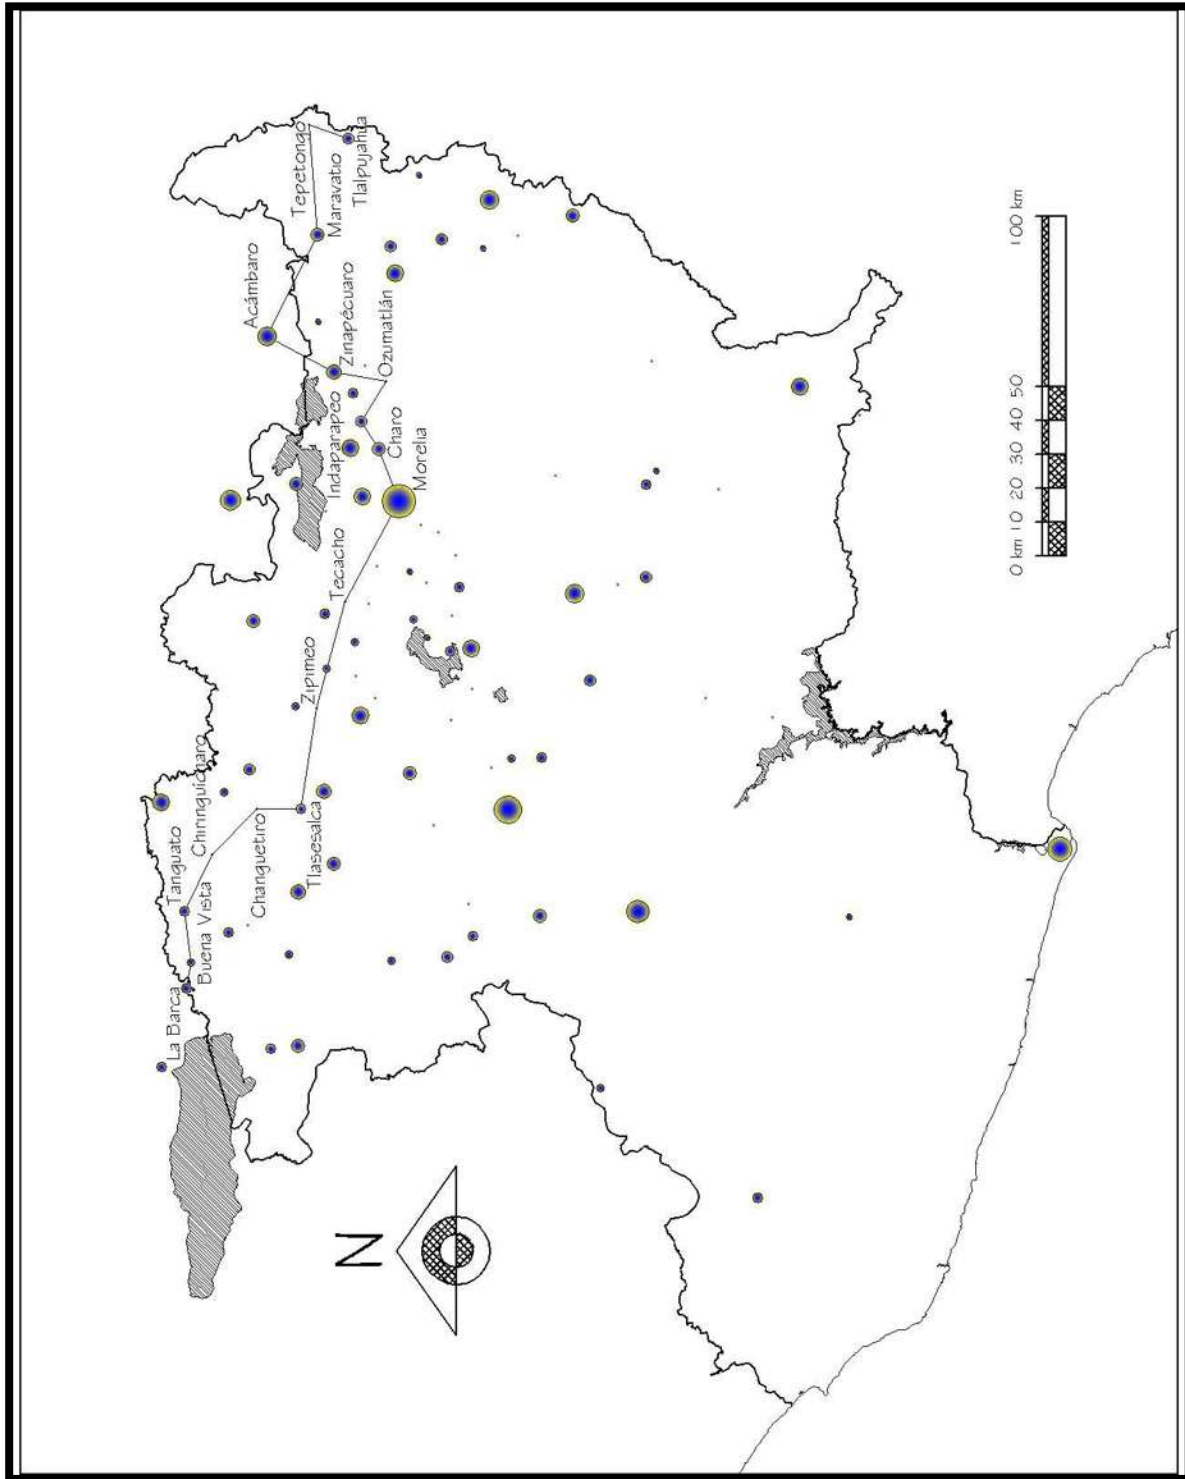 La Barca
Buena Vista
Tanguato
Chiringuicharo
Changuetiro
Tlasesalca
Zipimeo
Tecacho
Morelia
Charo
Indaparapeo
Ozumatlán
Zinapécuaro
Acámbaro
Maravatio
Tepetongo
Tlalpujahua
N
0 km 10 20 30 40 50 100 km